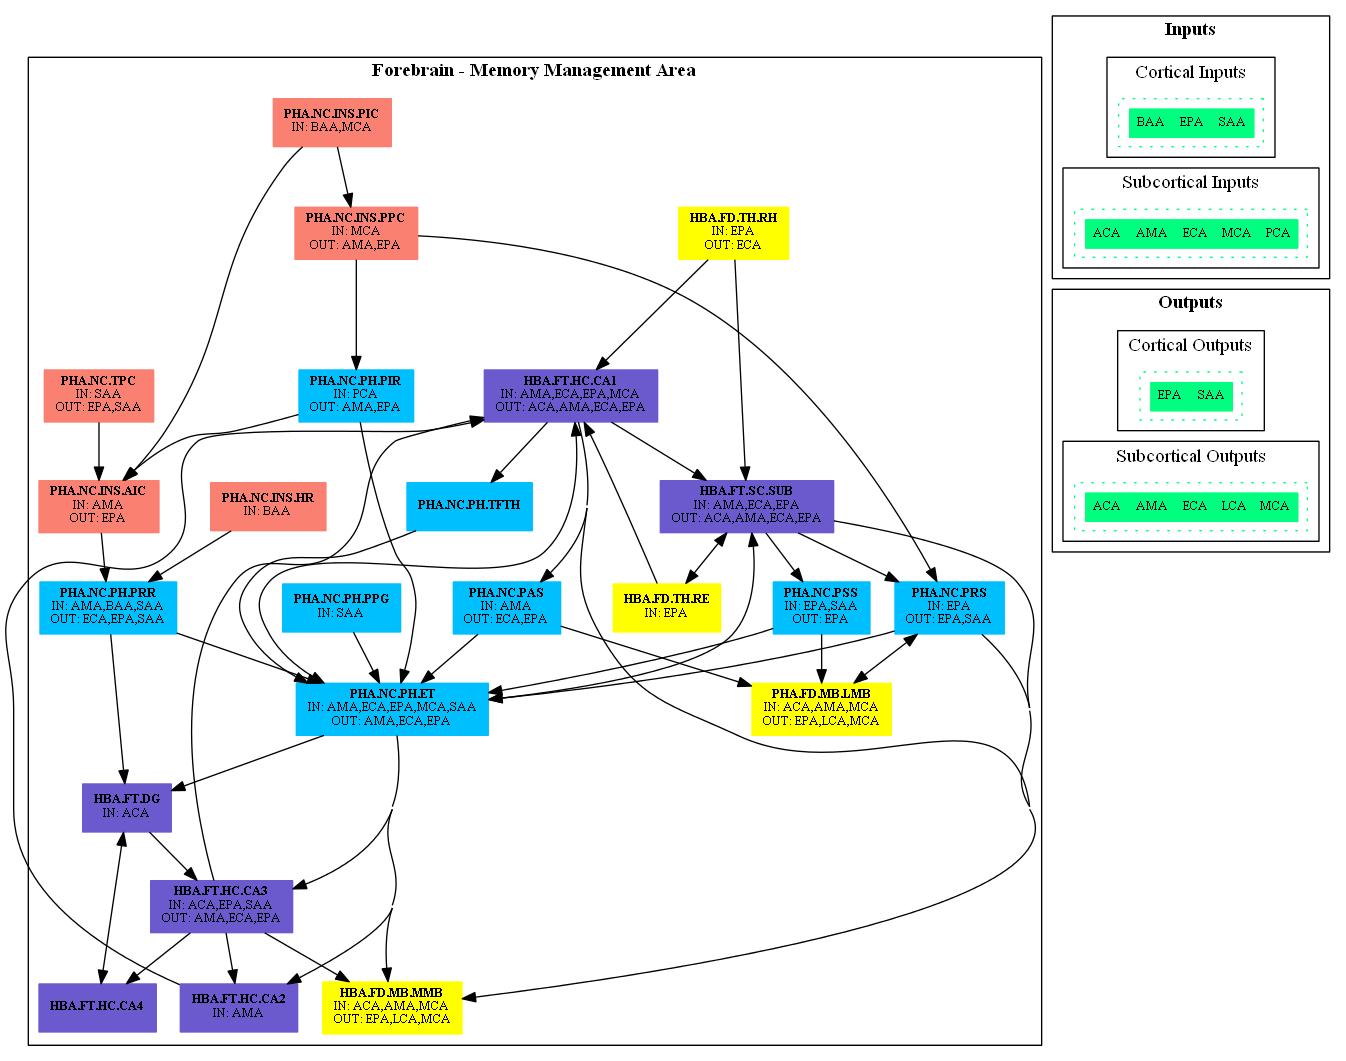 Forebrain - Memory Management Area
PHA.NC.INS.PIC
IN: BAA,MCA
PHA.NC.INS.PPC
IN: MCA
OUT: AMA,EPA
HBA.FD.TH.RH
IN: EPA
OUT: ECA
PHA.NC.TPC
IN: SAA
OUT: EPA,SAA
PHA.NC.PH.PIR
IN: PCA
OUT: AMA,EPA
HBA.FT.HC.CA1
IN: AMA,ECA,EPA,MCA
OUT: ACA,AMA,ECA,EPA
PHA.NC.INS.AIC
IN: AMA
OUT: EPA
PHA.NC.INS.HR
IN: BAA
PHA.NC.PH.TFTH
HBA.FT.SC.SUB
IN: AMA,ECA,EPA
OUT: ACA,AMA,ECA,EPA
PHA.NC.PH.PRR
IN: AMA,BAA,SAA
OUT: ECA,EPA,SAA
PHA.NC.PH.PPG
IN: SAA
PHA.NC.PAS
IN: AMA
OUT: ECA,EPA
HBA.FD.TH.RE
IN: EPA
PHA.NC.PSS
IN: EPA,SAA
OUT: EPA
PHA.NC.PRS
IN: EPA
OUT: EPA,SAA
PHA.NC.PH.ET
IN: AMA,ECA,EPA,MCA,SAA
OUT: AMA,ECA,EPA
PHA.FD.MB.LMB
IN: ACA,AMA,MCA
OUT: EPA,LCA,MCA
HBA.FT.DG
IN: ACA
HBA.FT.HC.CA3
IN: ACA,EPA,SAA
OUT: AMA,ECA,EPA
HBA.FT.HC.CA4
HBA.FT.HC.CA2
IN: AMA
HBA.FD.MB.MMB
IN: ACA,AMA,MCA
OUT: EPA,LCA,MCA
Inputs
Cortical Inputs
BAA EPA SAA
Subcortical Inputs
ACA AMA ECA MCA PCA
Outputs
Cortical Outputs
EPA SAA
Subcortical Outputs
ACA AMA ECA LCA MCA